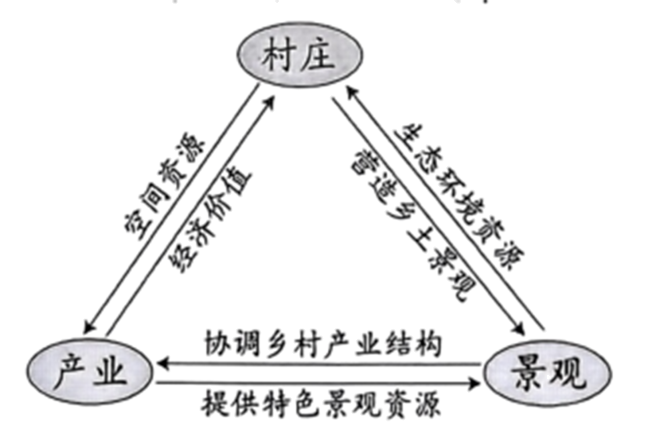 村庄
空间资源
经济价值
生态环境资源
营造乡土景观
协调乡村产业结构
产业
景观
提供特色景观资源